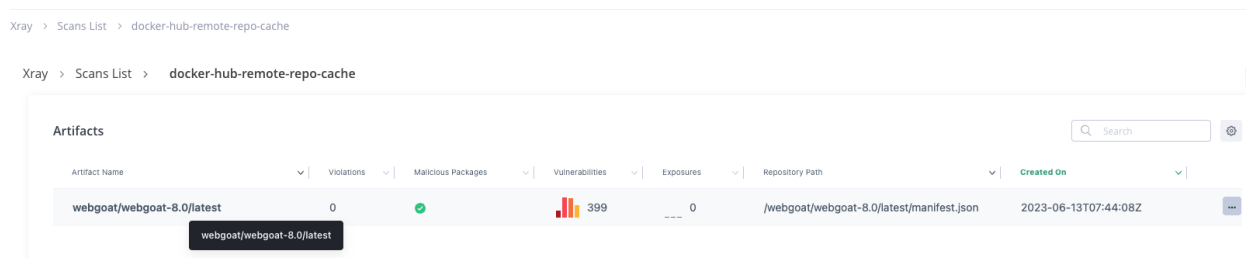 Xray > Scans List > docker-hub-remote-repo-cache
Xray > Scans List > docker-hub-remote-repo-cache
Artifacts
Search
Artifact Name Violations Malicious Packages Vulnerabilities Exposures Repository Path Created On
webgoat/webgoat-8.0/latest 0 399 0 /webgoat/webgoat-8.0/latest/manifest.json 2023-06-13T07:44:08Z
webgoat/webgoat-8.0/latest